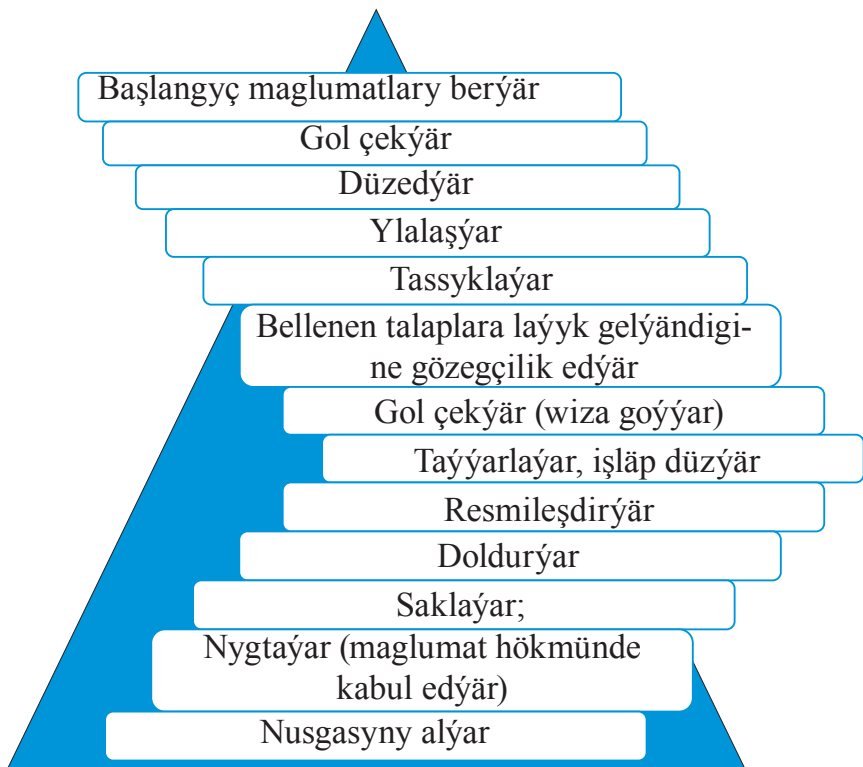 Başlangyç maglumatlary berýär
Gol çekýär
Düzedýär
Ylalaşýar
Tassyklaýar
Bellenen talaplara laýyk gelýändigi-
ne gözegçilik edýär
Gol çekýär (wiza goýýar)
Taýýarlaýar, işläp düzýär
Resmileşdirýär
Doldurýar
Saklaýar;
Nygtaýar (maglumat hökmünde
kabul edýär)
Nusgasyny alýar